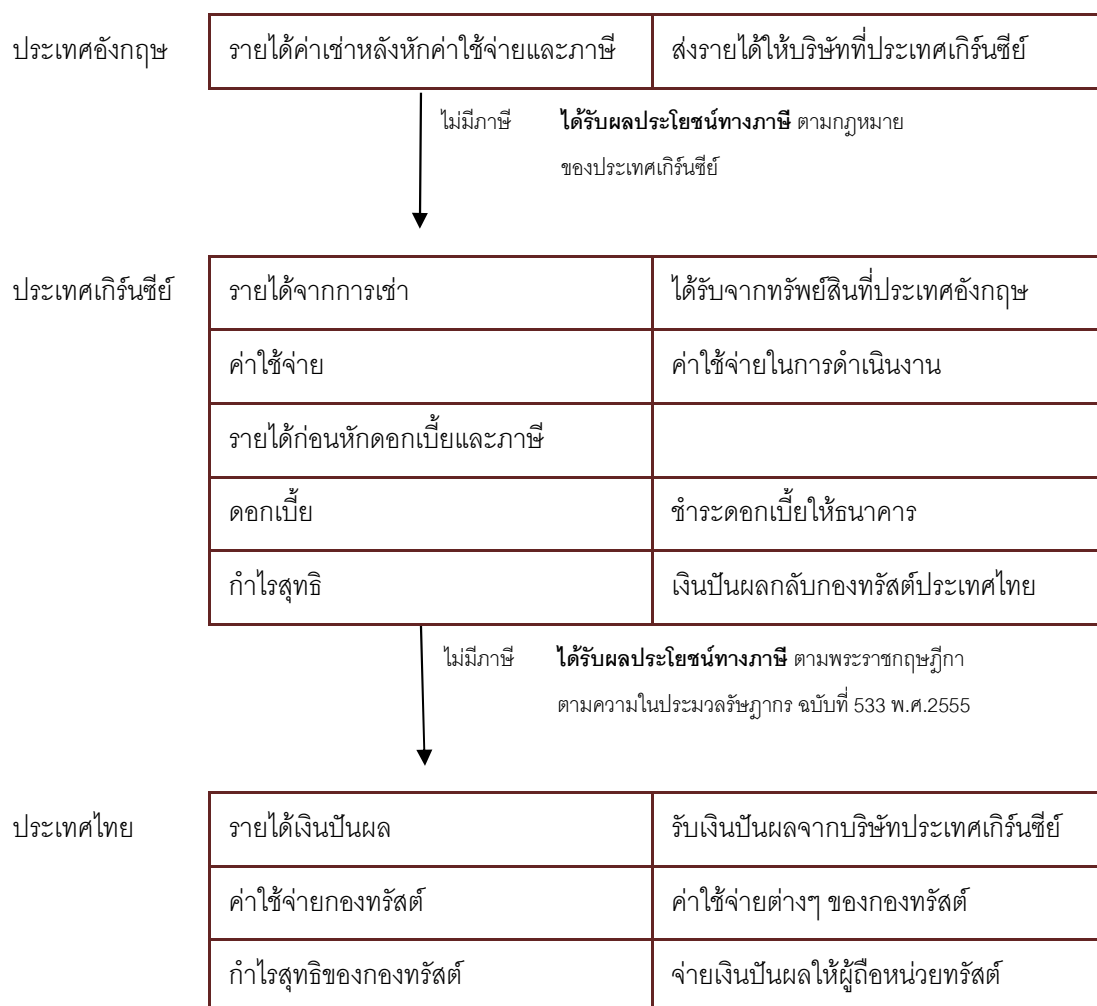 ประเทศอังกฤษ รายได้ค่าเช่าหลังหักค่าใช้จ่ายและภาษี ส่งรายได้ให้บริษัทที่ประเทศเกิร์นซีย์
ไม่มีภาษี ได้รับผลประโยชน์ทางภาษี ตามกฎหมาย
ของประเทศเกิร์นซีย์
ประเทศเกิร์นซีย์ รายได้จากการเช่า ได้รับจากทรัพย์สินที่ประเทศอังกฤษ
ค่าใช้จ่าย ค่าใช้จ่ายในการดำเนินงาน
รายได้ก่อนหักดอกเบี้ยและภาษี
ดอกเบี้ย ชำระดอกเบี้ยให้ธนาคาร
กำไรสุทธิ เงินปันผลกลับกองทรัสต์ประเทศไทย
ไม่มีภาษี ได้รับผลประโยชน์ทางภาษี ตามพระราชกฤษฎีกา
ตามความในประมวลรัษฎากร ฉบับที่ 533 พ.ศ.2555
ประเทศไทย รายได้เงินปันผล รับเงินปันผลจากบริษัทประเทศเกิร์นซีย์
ค่าใช้จ่ายกองทรัสต์ ค่าใช้จ่ายต่างๆ ของกองทรัสต์
กำไรสุทธิของกองทรัสต์ จ่ายเงินปันผลให้ผู้ถือหน่วยทรัสต์